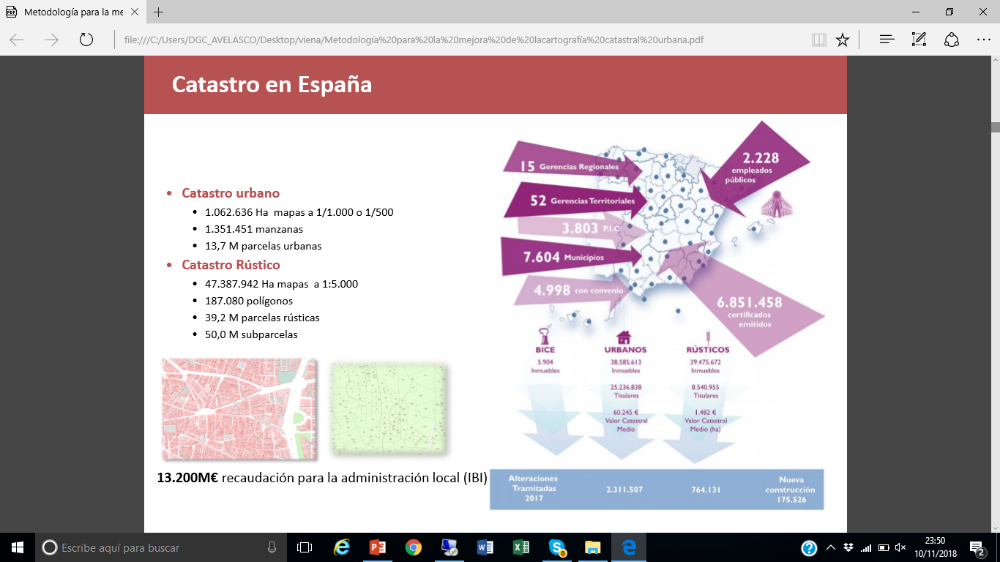 Metodología para la me
file:///C:/Users/DGC_AVELASCO/Desktop/viena/Metodología%20para%20la%20mejora%20de%20lacartografía%20catastral%20urbana.pdf
Catastro en España
• Catastro urbano
• 1.062.636 Ha mapas a 1/1.000 o 1/500
• 1.351.451 manzanas
• 13,7 M parcelas urbanas
• Catastro Rústico
• 47.387.942 Ha mapas a 1:5.000
• 187.080 polígonos
• 39,2 M parcelas rústicas
• 50,0 M subparcelas
13.200M€ recaudación para la administración local (IBI)
15 Gerencias Regionales
52 Gerencias Territoriales
3.803 P.I.C.
7.604 Municipios
4.998 con convenio
2.228
empleados
públicos
6.851.458
certificados
emitidos
BICE
5.904
Inmuebles
URBANOS
38.585.613
Inmuebles
25.236.838
Titulares
60.245 €
Valor Catastral
Medio
RÚSTICOS
39.475.672
Inmuebles
8.540.955
Titulares
1.482 €
Valor Catastral
Medio (ha)
Alteraciones
Tramitadas
2017
2.311.507
764.131
Nueva
construcción
175.526
Escribe aquí para buscar
23:50
10/11/2018
2